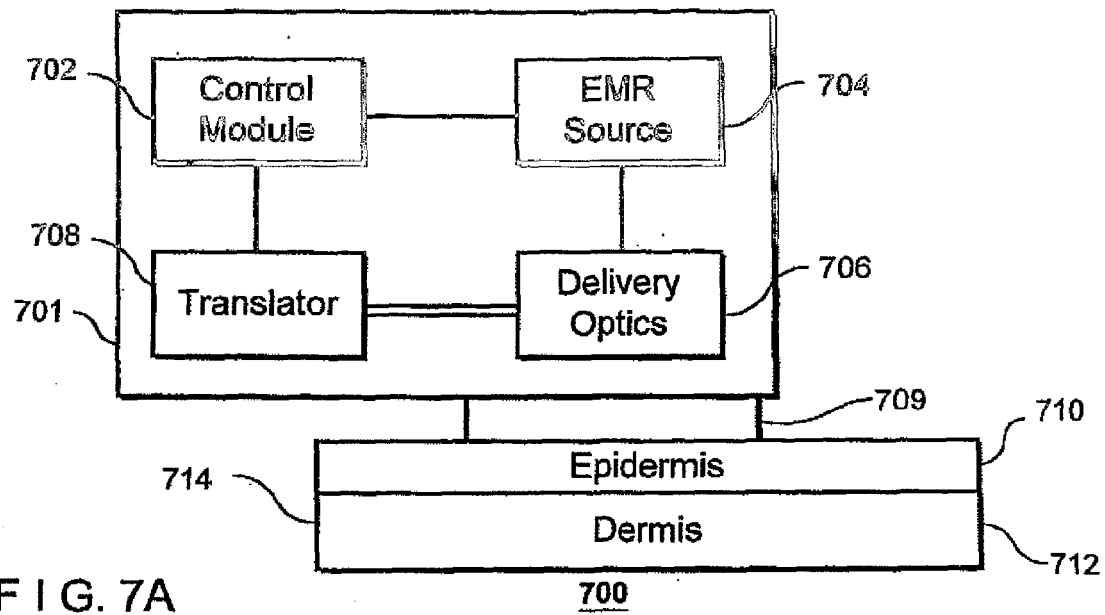 702
Control
Module
EMR
Source
704
708
Translator
701
Delivery
Optics
706
709
710
Epidermis
714
Dermis
712
F I G. 7A
700